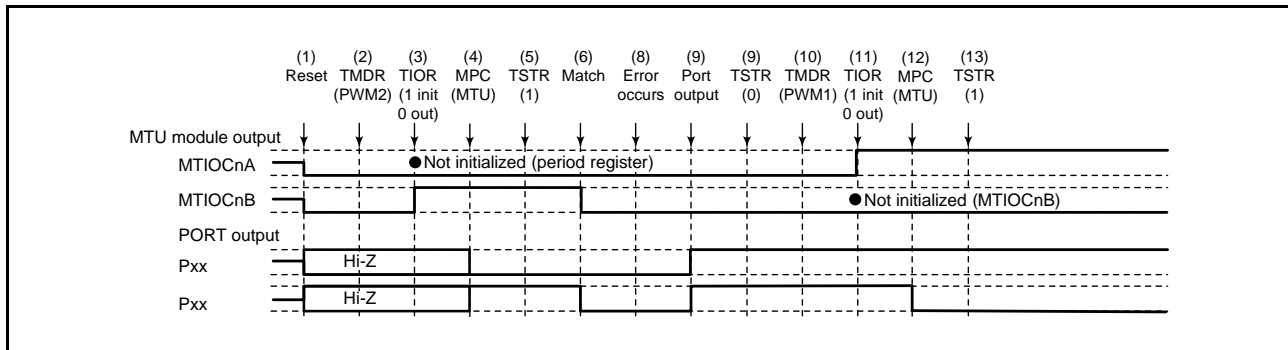 (1) (2) (3) (4) (5) (6) (8) (9) (9) (10) (11) (12) (13)
Reset TMDR TIOR MPC TSTR Match Error Port TSTR TMDR TIOR MPC TSTR
(PWM2) (1 init (MTU) (1) occurs output (0) (PWM1) (1 init (MTU) (1)
0 out) 0 out)
MTU module output
MTIOCnA ●Not initialized (period register)
MTIOCnB ●Not initialized (MTIOCnB)
PORT output
Pxx Hi-Z
Pxx Hi-Z